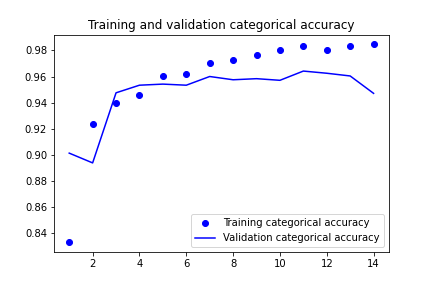 Training and validation categorical accuracy
0.98
0.96
0.94
0.92
0.90
0.88
0.86
0.84
Training categorical accuracy
Validation categorical accuracy
2 4 6 8 10 12 14